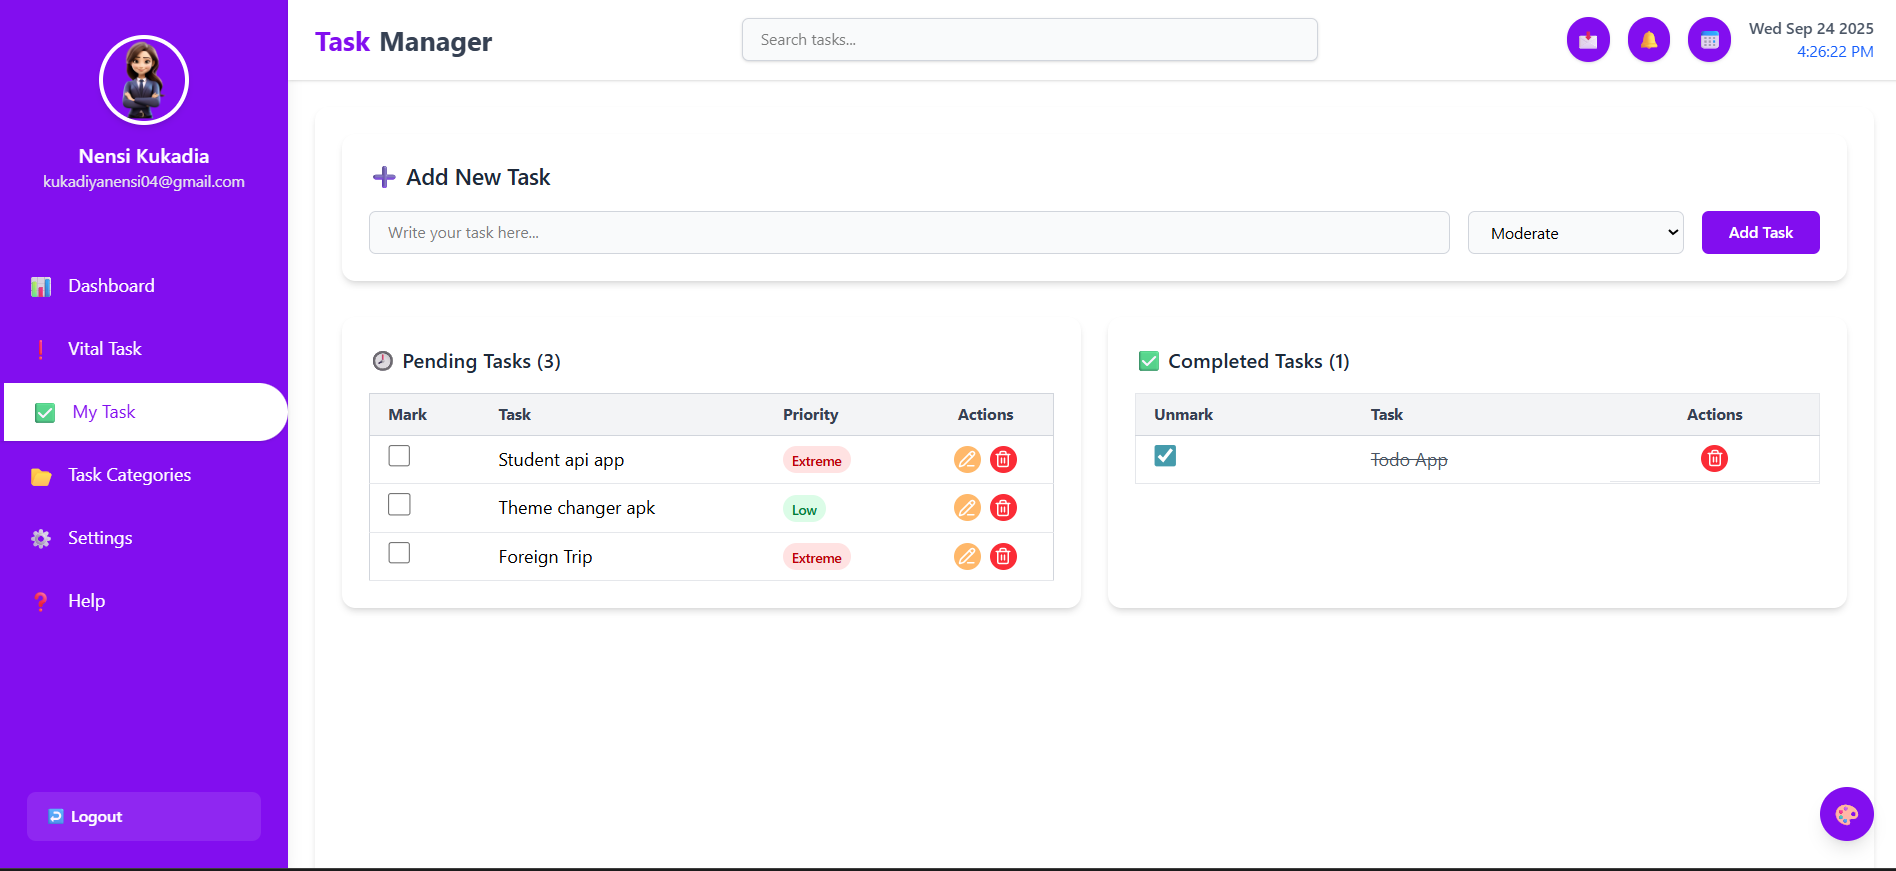 Nensi Kukadia
kukadiyanensi04@gmail.com
Dashboard
Vital Task
My Task
Task Categories
Settings
Help
Logout
Task Manager
Search tasks...
Wed Sep 24 2025
4:26:22 PM
Add New Task
Write your task here...
Moderate
Add Task
Pending Tasks (3)
Mark Task Priority Actions
Student api app Extreme
Theme changer apk Low
Foreign Trip Extreme
Completed Tasks (1)
Unmark Task Actions
Todo App